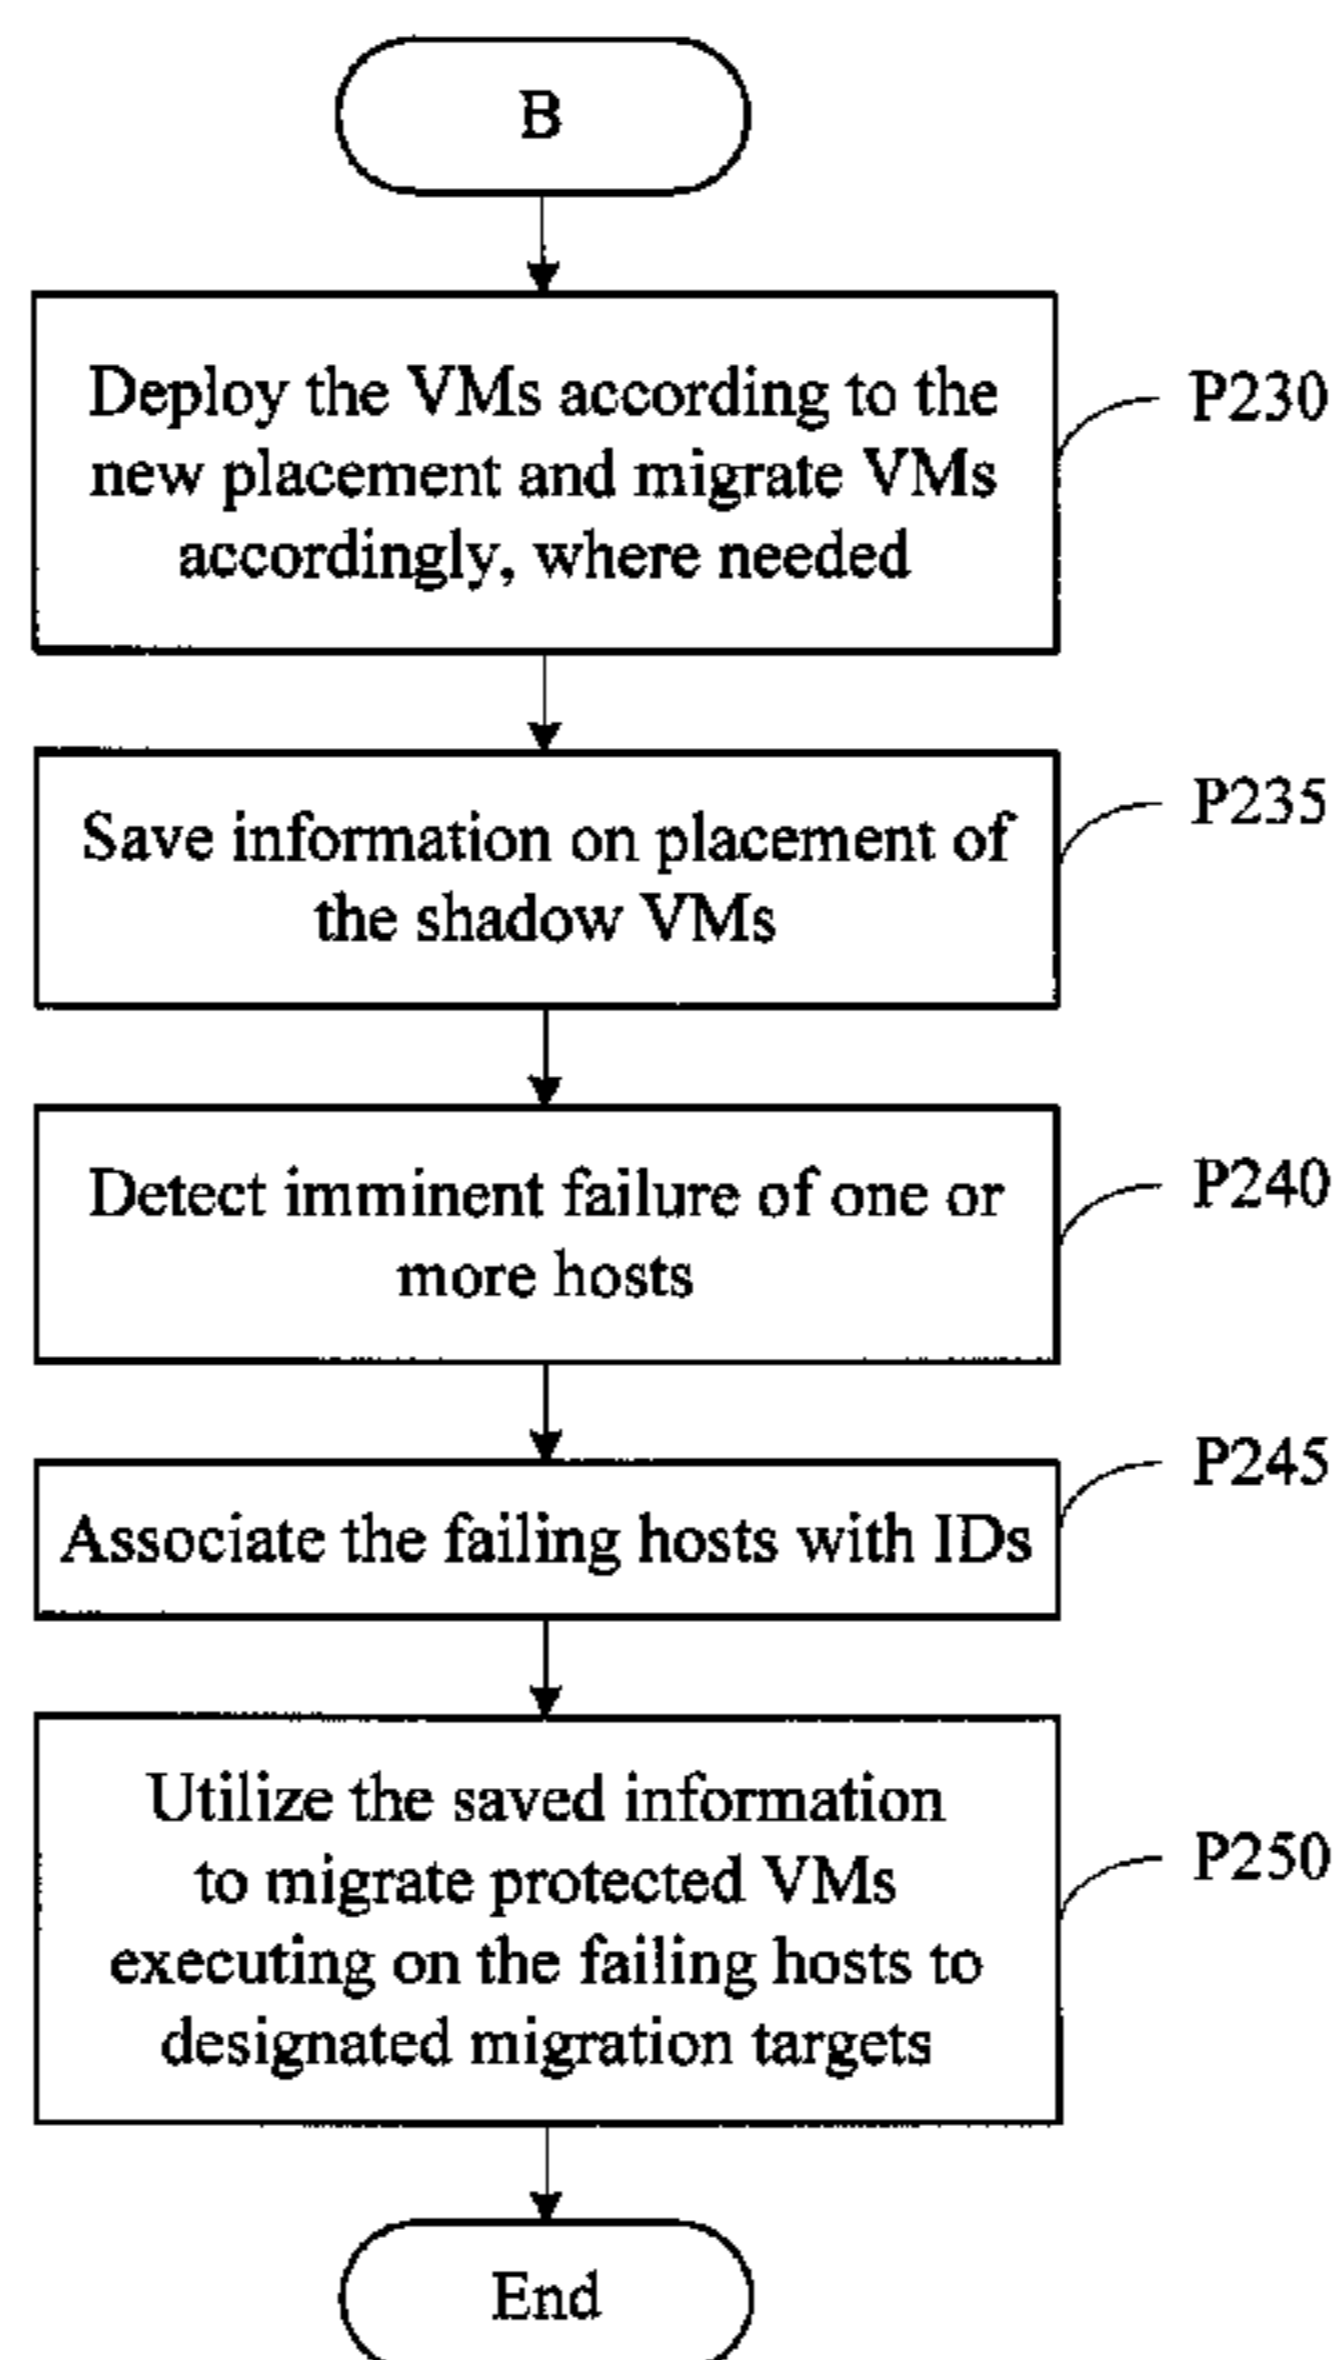 B
Deploy the VMs according to the
new placement and migrate VMs
accordingly, where needed
P230
Save information on placement of
the shadow VMs
P235
Detect imminent failure of one or
more hosts
P240
Associate the failing hosts with IDs
P245
Utilize the saved information
to migrate protected VMs
executing on the failing hosts to
designated migration targets
P250
End